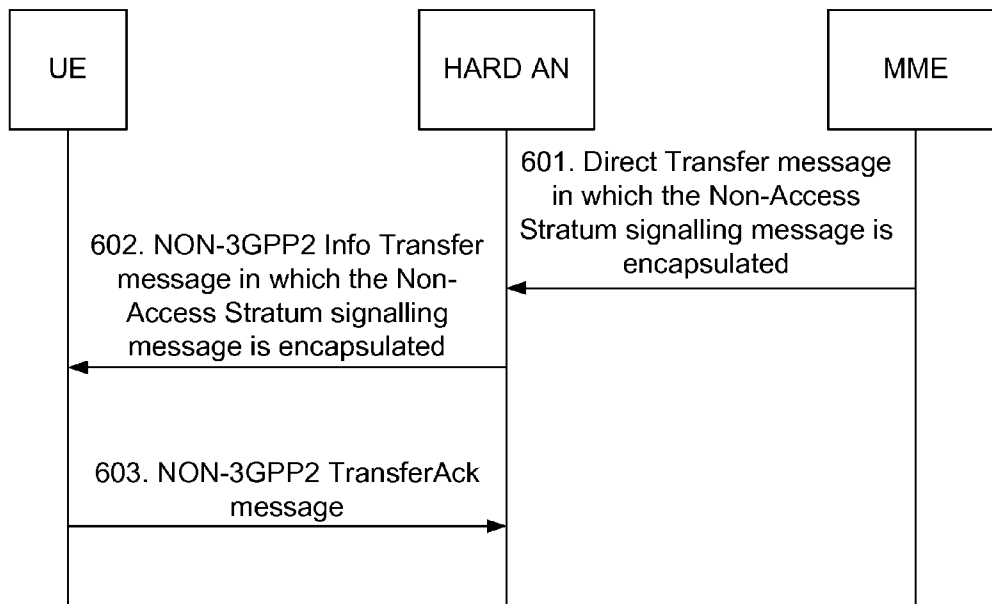 UE
HARD AN
MME
601. Direct Transfer message
in which the Non-Access
Stratum signalling message is
encapsulated
602. NON-3GPP2 Info Transfer
message in which the Non-
Access Stratum signalling
message is encapsulated
603. NON-3GPP2 TransferAck
message